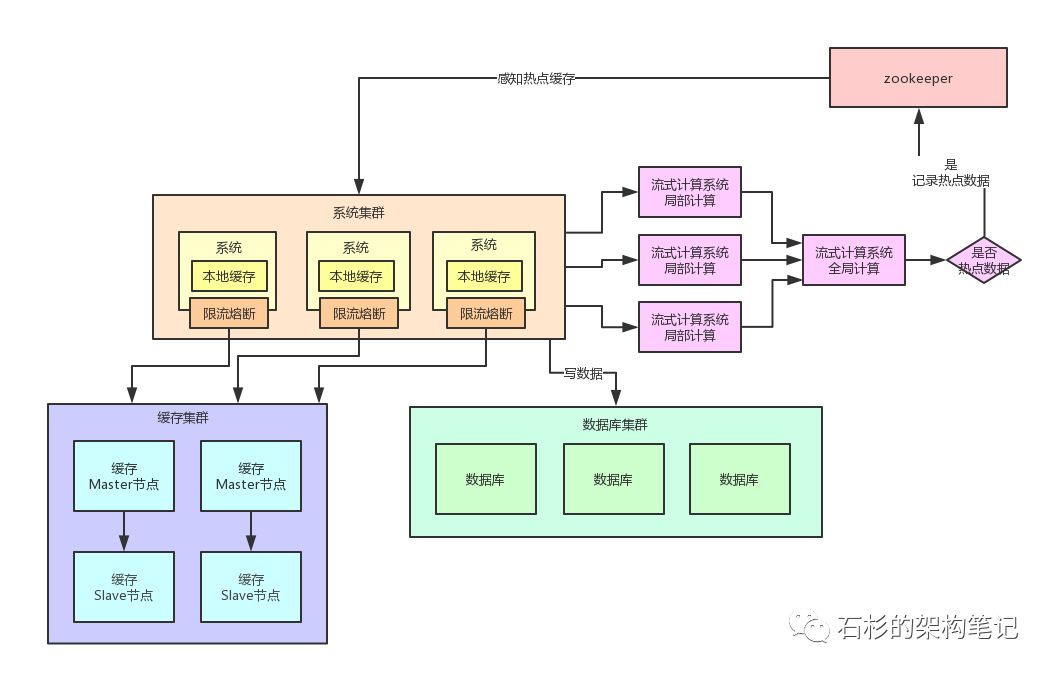 感知热点缓存
zookeeper
是
记录热点数据
系统集群
系统
本地缓存
限流熔断
系统
本地缓存
限流熔断
系统
本地缓存
限流熔断
流式计算系统
局部计算
流式计算系统
局部计算
流式计算系统
局部计算
流式计算系统
全局计算
是否
热点数据
写数据
缓存集群
缓存
Master节点
缓存
Master节点
缓存
Slave节点
缓存
Slave节点
数据库集群
数据库
数据库
数据库
石杉的架构笔记